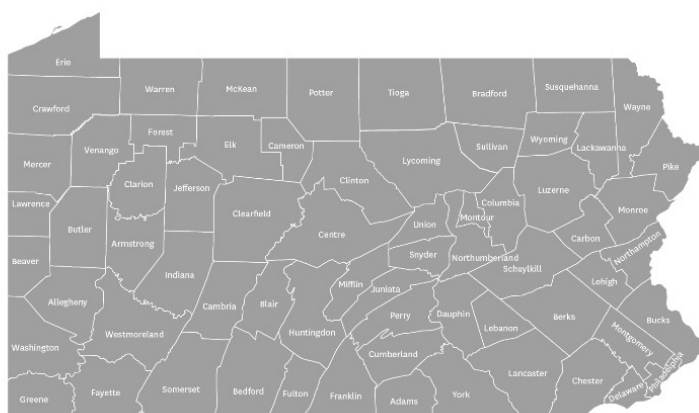 Erie
Warren
McKean
Potter
Tioga
Bradford
Susquehanna
Wayne
Crawford
Forest
Venango
Elk
Cameron
Lycoming
Sullivan
Wyoming
Lackawanna
Pike
Mercer
Clarion
Jefferson
Clinton
Clearfield
Columbia
Luzerne
Monroe
Lawrence
Butler
Armstrong
Centre
Union
Montour
Carbon
Northampton
Beaver
Indiana
Snyder
Northumberland
Schuylkill
Lehigh
Allegheny
Cambria
Blair
Mifflin
Juniata
Huntingdon
Perry
Dauphin
Lebanon
Berks
Bucks
Montgomery
Washington
Westmoreland
Cumberland
Lancaster
Chester
Philadelphia
Delaware
Greene
Fayette
Somerset
Bedford
Fulton
Franklin
Adams
York